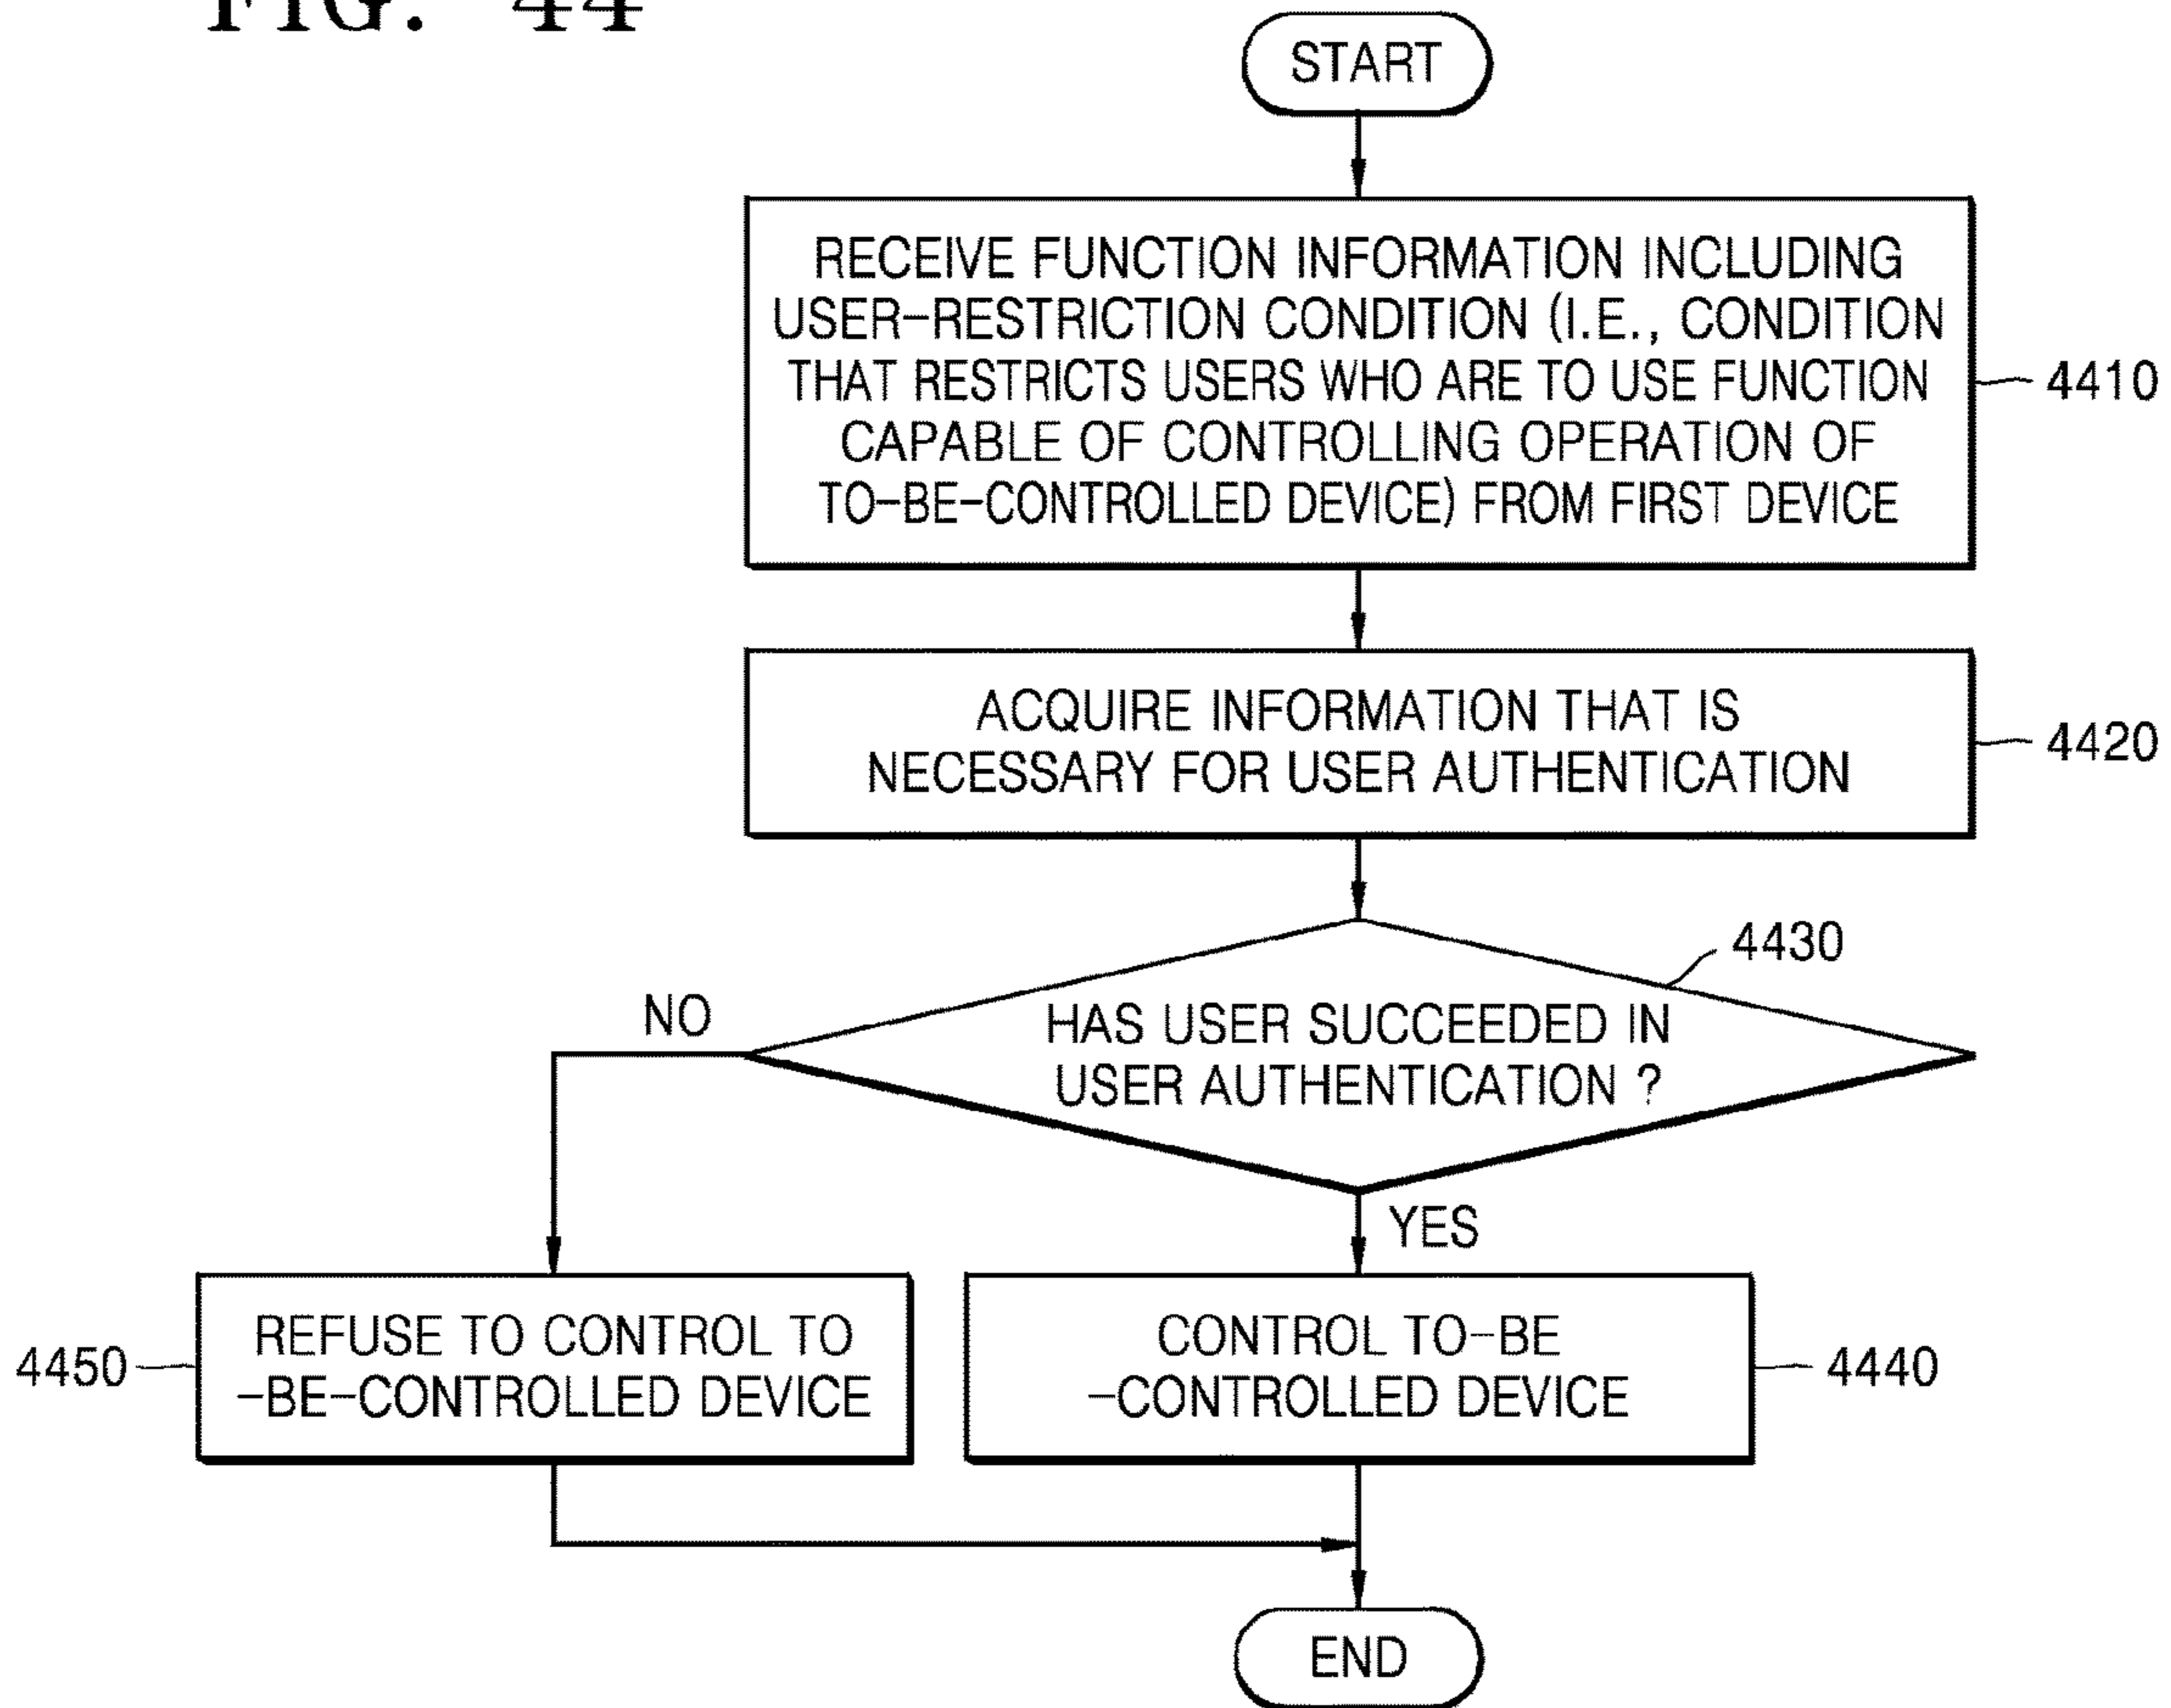 FIG. 44
START
RECEIVE FUNCTION INFORMATION INCLUDING
USER-RESTRICTION CONDITION (I.E., CONDITION
THAT RESTRICTS USERS WHO ARE TO USE FUNCTION
CAPABLE OF CONTROLLING OPERATION OF
TO-BE-CONTROLLED DEVICE) FROM FIRST DEVICE
4410
ACQUIRE INFORMATION THAT IS
NECESSARY FOR USER AUTHENTICATION
4420
4430
HAS USER SUCCEEDED IN
USER AUTHENTICATION ?
NO
YES
4450
REFUSE TO CONTROL TO
-BE-CONTROLLED DEVICE
CONTROL TO-BE
-CONTROLLED DEVICE
4440
END